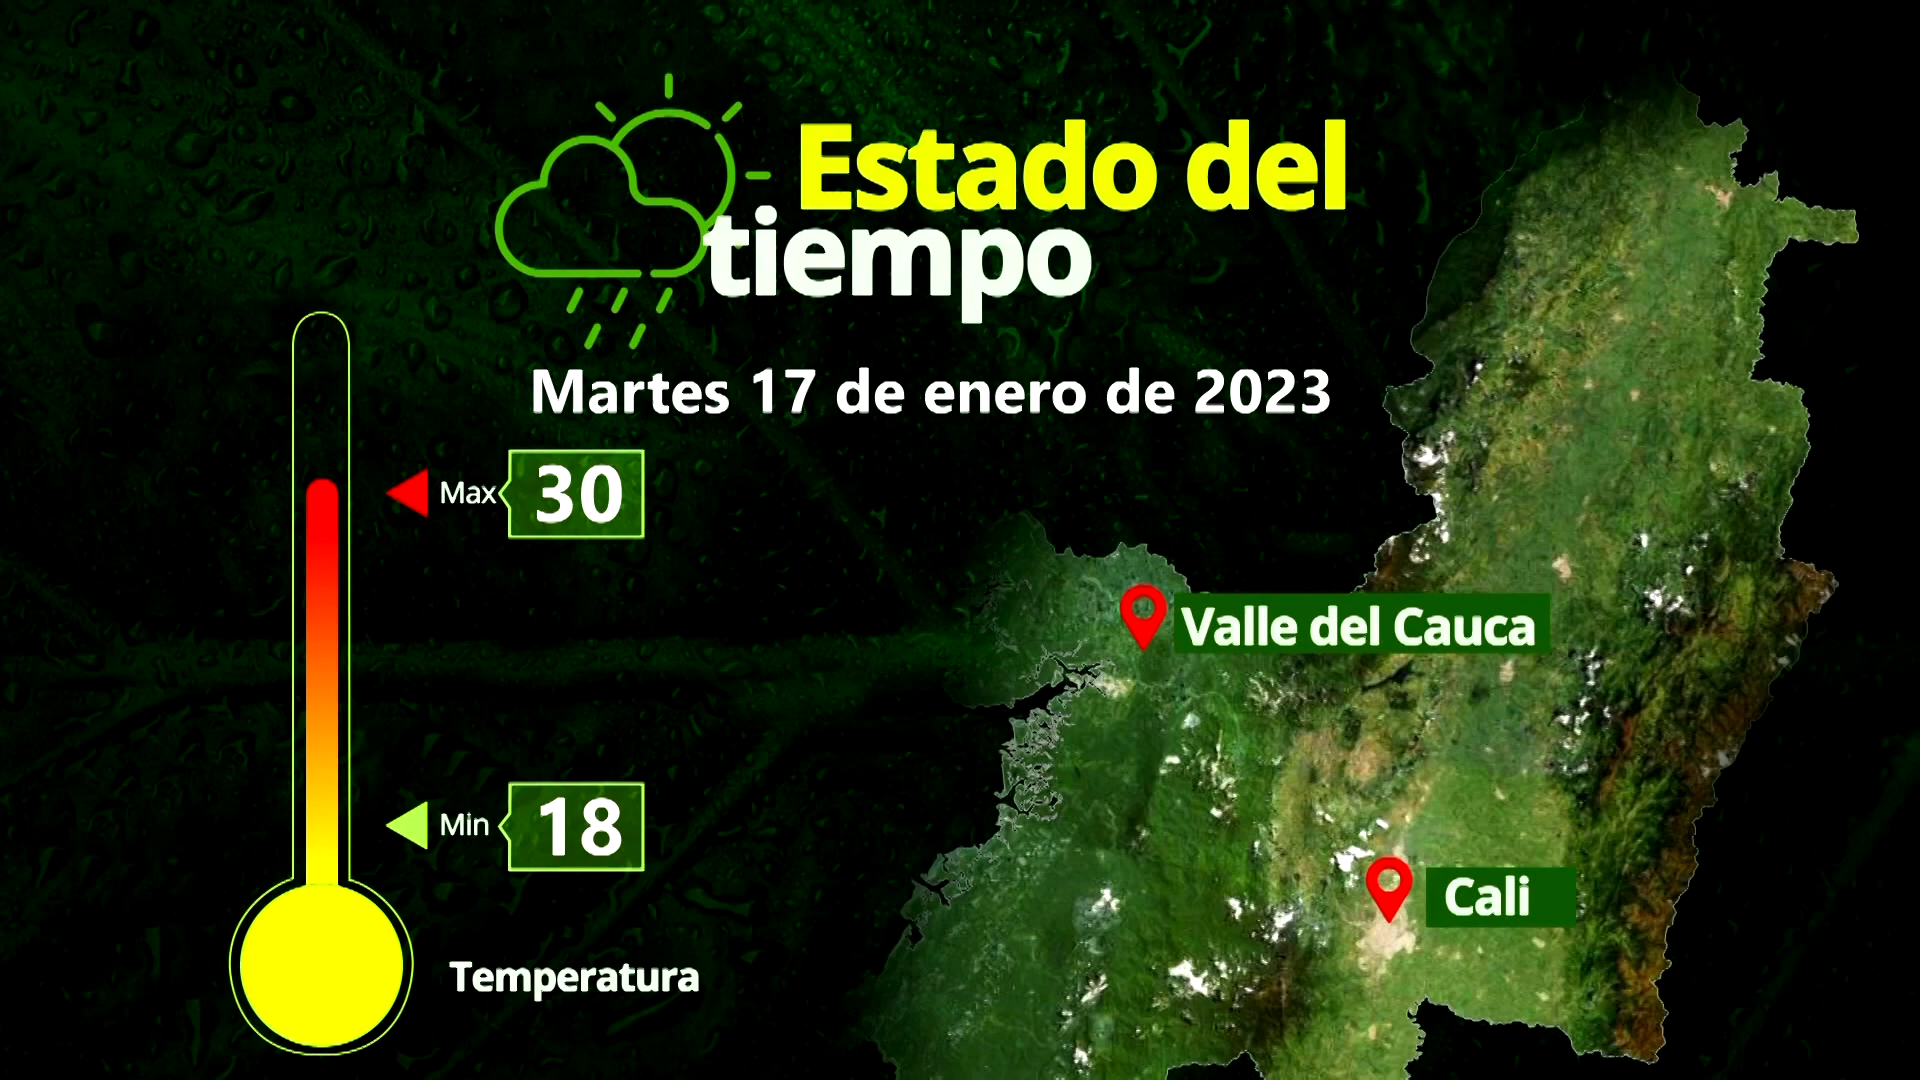 Estado del
tiempo
Martes 17 de enero de 2023
Max 30
Valle del Cauca
Min 18
Cali
Temperatura